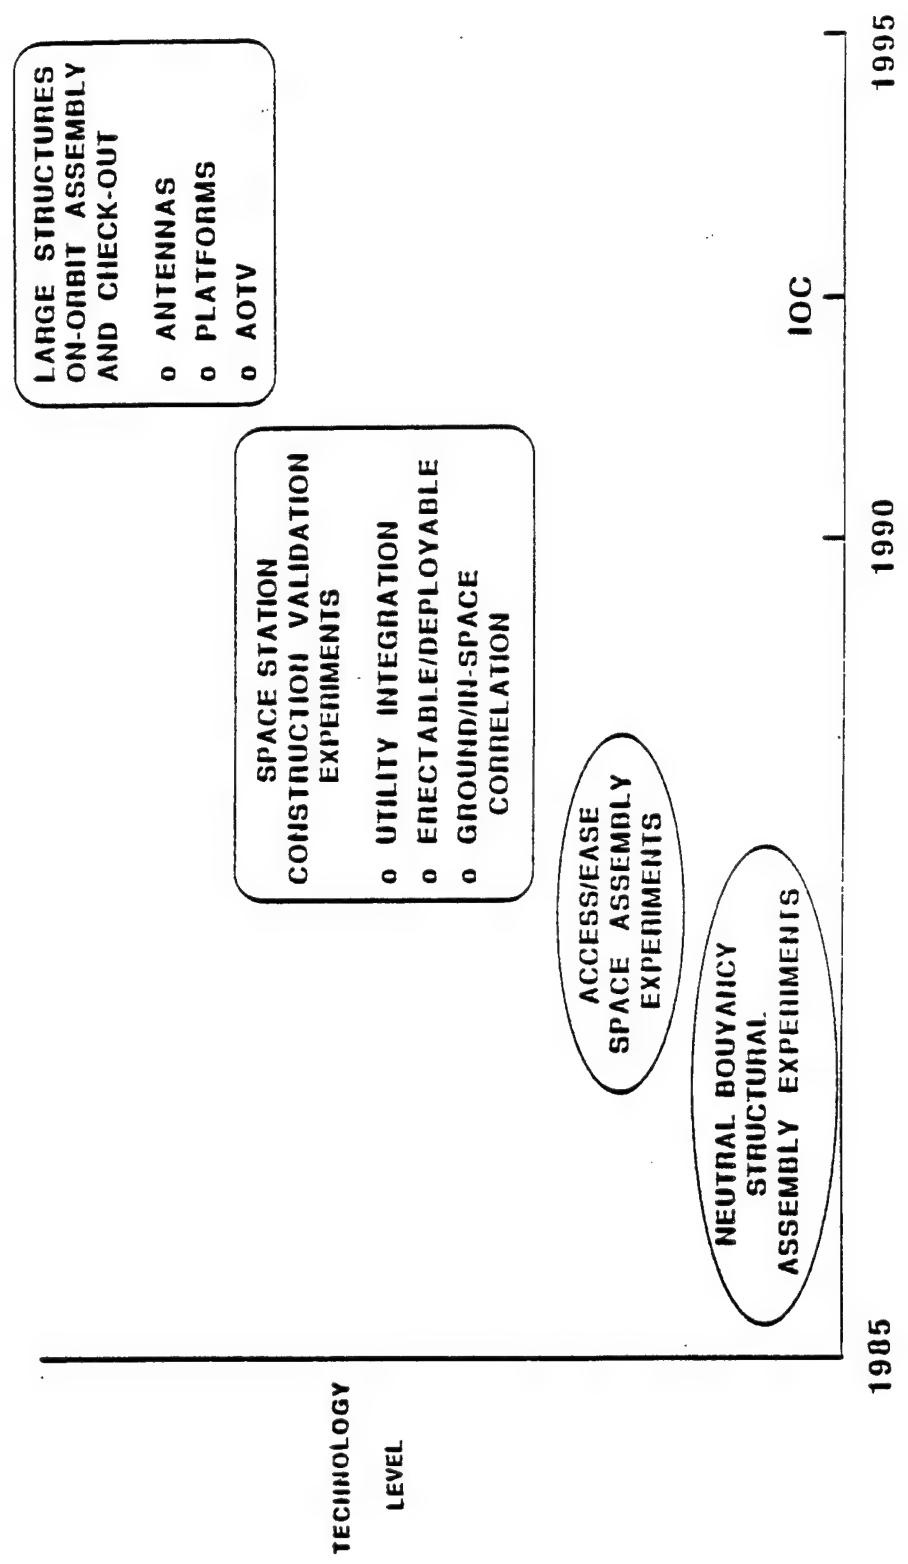 LARGE STRUCTURES
ON-ORBIT ASSEMBLY
AND CHECK-OUT
o ANTENNAS
o PLATFORMS
o AOTV
SPACE STATION
CONSTRUCTION VALIDATION
EXPERIMENTS
o UTILITY INTEGRATION
o ERECTABLE/DEPLOYABLE
o GROUND/IN-SPACE
CORRELATION
TECHNOLOGY
LEVEL
ACCESS/EASE
SPACE ASSEMBLY
EXPERIMENTS
NEUTRAL BOUYANCY
STRUCTURAL
ASSEMBLY EXPERIMENTS
IOC
1985
1990
1995